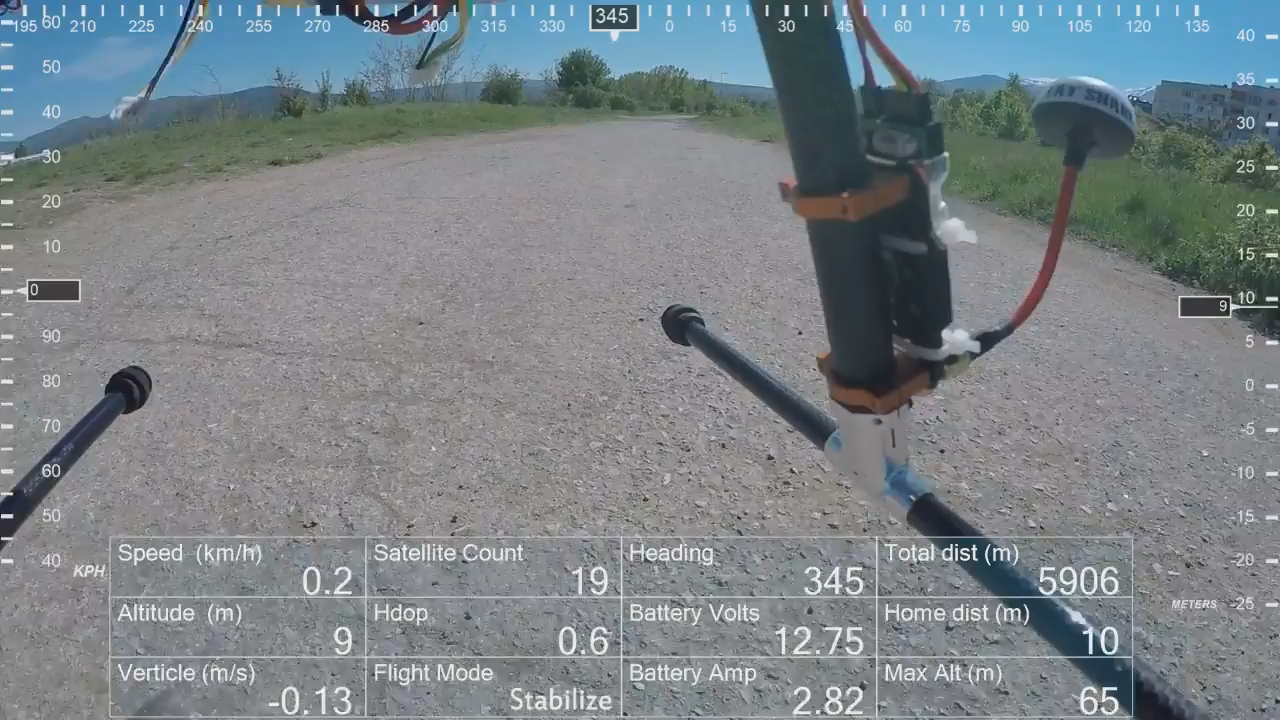 195 210 225 240 255 270 285 300 315 330 345 0 15 30 45 60 75 90 105 120 135
60
50
40
30
20
10
0
90
80
70
60
50
40
KPH
40
35
30
25
20
15
10
9
5
0
-5
-10
-15
-20
-25
METERS
Speed (km/h) 0.2
Satellite Count 19
Heading 345
Total dist (m) 5906
Altitude (m) 9
Hdop 0.6
Battery Volts 12.75
Home dist (m) 10
Verticle (m/s) -0.13
Flight Mode Stabilize
Battery Amp 2.82
Max Alt (m) 65